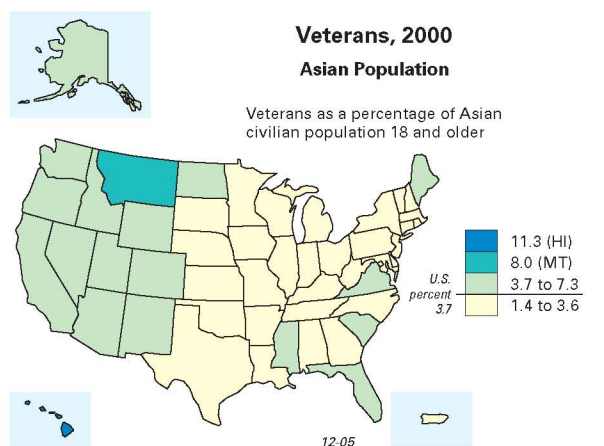 Veterans, 2000
Asian Population
Veterans as a percentage of Asian
civilian population 18 and older
11.3 (HI)
8.0 (MT)
3.7 to 7.3
1.4 to 3.6
U.S.
percent
3.7
12-05